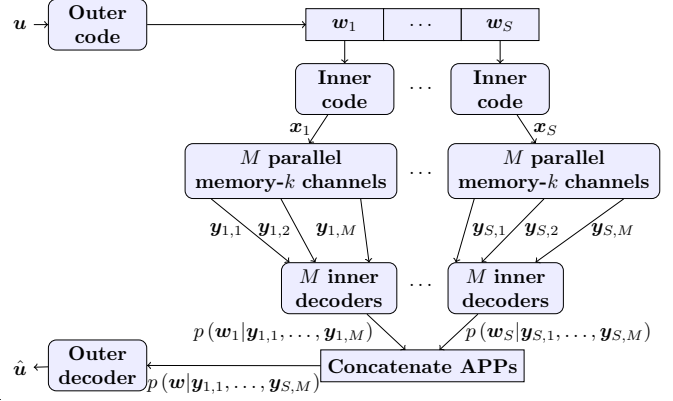 u
Outer
code
w_1
...
w_S
Inner
code
...
Inner
code
x_1
x_S
M parallel
memory-k channels
...
M parallel
memory-k channels
y_{1,1}
y_{1,2}
y_{1,M}
y_{S,1}
y_{S,2}
y_{S,M}
M inner
decoders
...
M inner
decoders
p(w_1|y_{1,1},...,y_{1,M})
p(w_S|y_{S,1},...,y_{S,M})
û
Outer
decoder
p(w|y_{1,1},...,y_{S,M})
Concatenate APPs